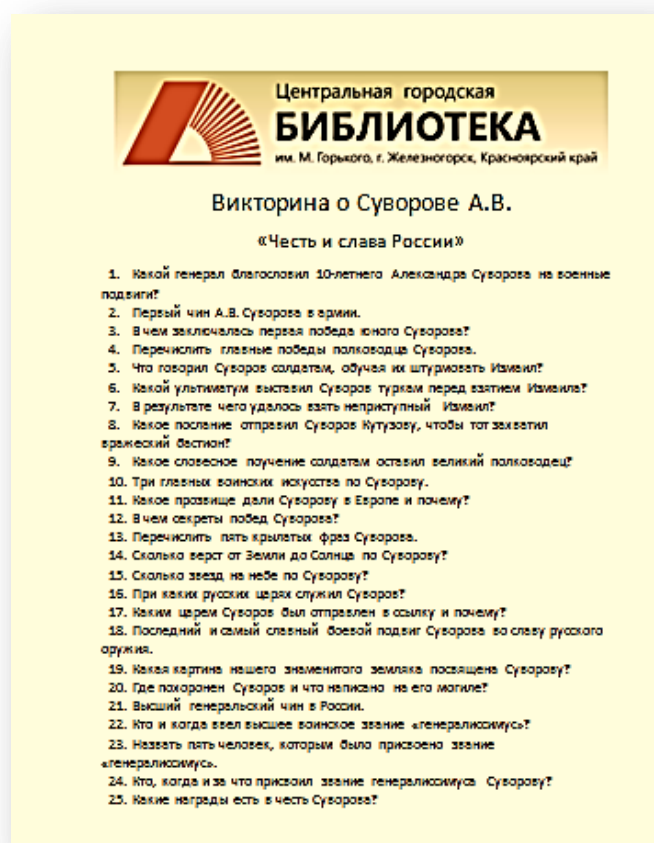 Центральная городская
БИБЛИОТЕКА
им. М. Горького, г. Железногорск, Красноярский край
Викторина о Суворове А.В.
«Честь и слава России»
1. Какой генерал благословил 10-летнего Александра Суворова на военные
подвиги?
2. Первый чин А.В. Суворова в армии.
3. В чем заключалась первая победа юного Суворова?
4. Перечислить главные победы полководца Суворова.
5. Что говорил Суворов солдатам, обучая их штурмовать Измаил?
6. Какой ультиматум выставил Суворов туркам перед взятием Измаила?
7. В результате чего удалось взять неприступный Измаил?
8. Какое послание отправил Суворов Кутузову, чтобы тот захватил
вражеский бастион?
9. Какое словесное поучение солдатам оставил великий полководец?
10. Три главных воинских искусства по Суворову.
11. Какое прозвище дали Суворову в Европе и почему?
12. В чем секреты побед Суворова?
13. Перечислить пять крылатых фраз Суворова.
14. Сколько верст от Земли до Солнца по Суворову?
15. Сколько звезд на небе по Суворову?
16. При каких русских царях служил Суворов?
17. Каким царем Суворов был отправлен в ссылку и почему?
18. Последний и самый славный боевой подвиг Суворова во славу русского
оружия.
19. Какая картина нашего знаменитого земляка посвящена Суворову?
20. Где похоронен Суворов и что написано на его могиле?
21. Высший генеральский чин в России.
22. Кто и когда ввел высшее воинское звание «генералиссимус»?
23. Назвать пять человек, которым было присвоено звание
«генералиссимус».
24. Кто, когда и за что присвоил звание генералиссимуса Суворову?
25. Какие награды есть в честь Суворова?